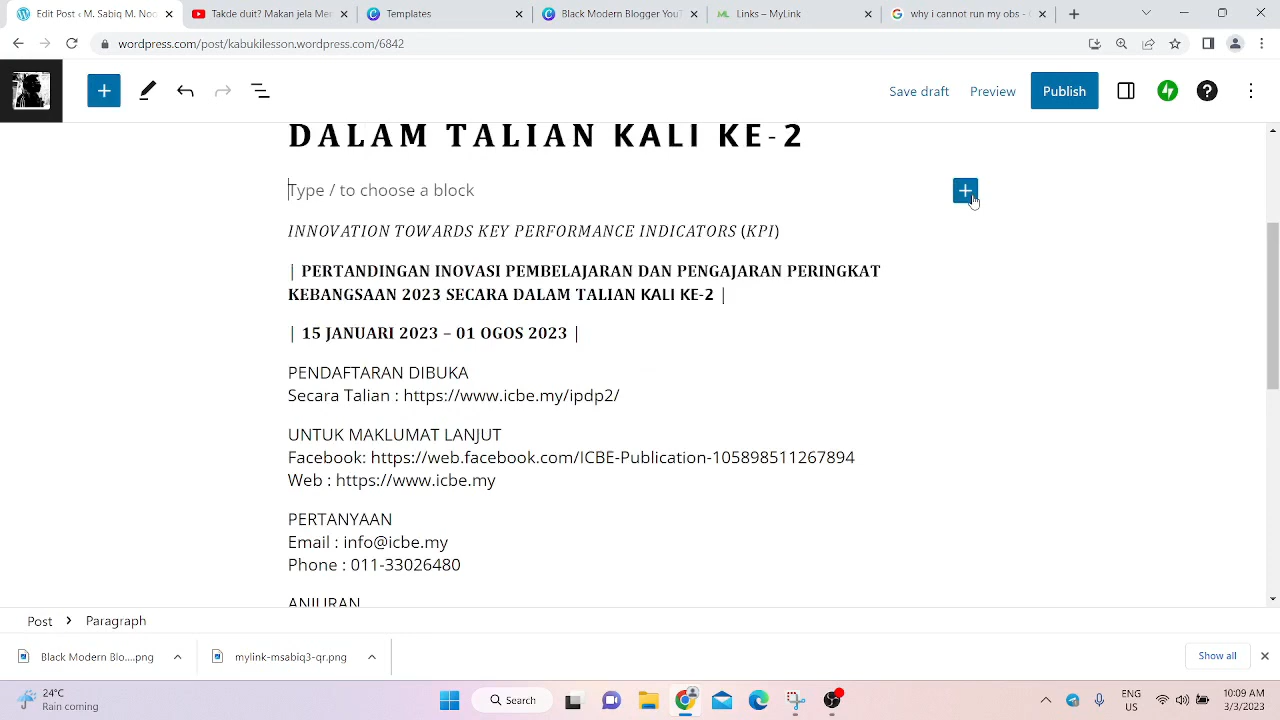 Edit Post ‹ M. Sabiq M. Noo
Takde duit? Macam jela Mer
Templates
Black Modern Blogger YouT
Links – MyLink
why i cannot run my obs - G
wordpress.com/post/kabukilesson.wordpress.com/6842
Save draft
Preview
Publish
DALAM TALIAN KALI KE-2
Type / to choose a block
INNOVATION TOWARDS KEY PERFORMANCE INDICATORS (KPI)
| PERTANDINGAN INOVASI PEMBELAJARAN DAN PENGAJARAN PERINGKAT
KEBANGSAAN 2023 SECARA DALAM TALIAN KALI KE-2 |
| 15 JANUARI 2023 – 01 OGOS 2023 |
PENDAFTARAN DIBUKA
Secara Talian : https://www.icbe.my/ipdp2/
UNTUK MAKLUMAT LANJUT
Facebook: https://web.facebook.com/ICBE-Publication-105898511267894
Web : https://www.icbe.my
PERTANYAAN
Email : info@icbe.my
Phone : 011-33026480
ANJURAN
Post
Paragraph
Black Modern Blo....png
mylink-msabiq3-qr.png
Show all
24°C
Rain coming
Search
ENG
US
10:09 AM
3/3/2023